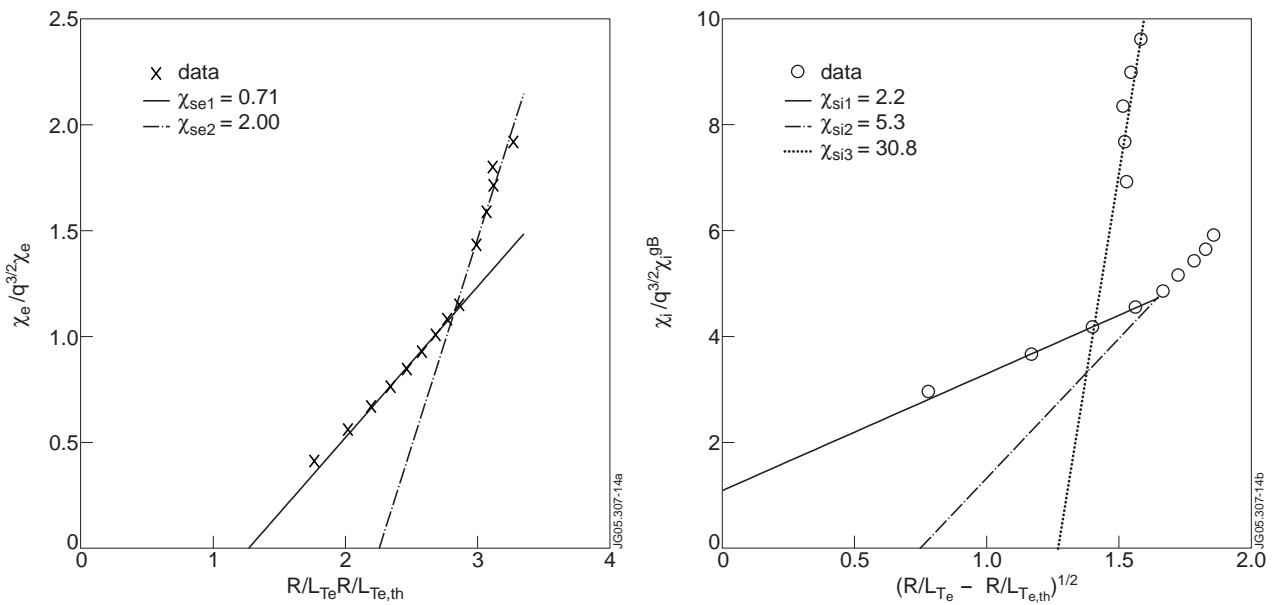 2.5
2.0
1.5
1.0
0.5
0
0 1 2 3 4
χe /q3/2χe
R/LTeR/LTe,th
data
χse1 = 0.71
χse2 = 2.00
JG05.307-14a
10
8
6
4
2
0
0 0.5 1.0 1.5 2.0
χi /q3/2χigB
(R/LTe − R/LTe,th)1/2
data
χsi1 = 2.2
χsi2 = 5.3
χsi3 = 30.8
JG05.307-14b